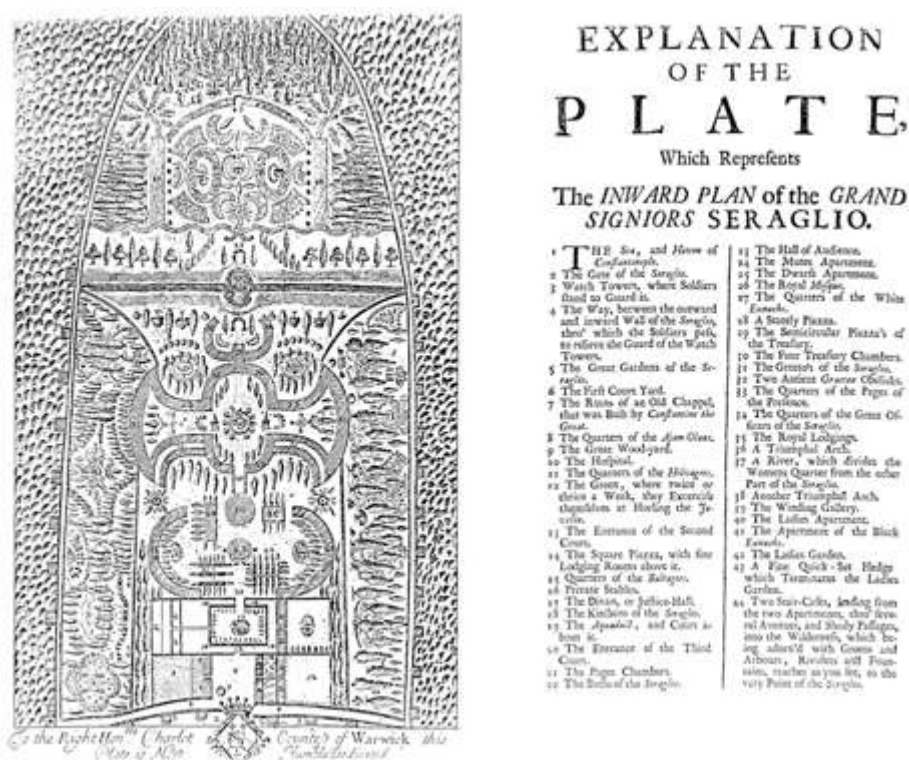 EXPLANATION
OF THE
PLATE,
Which Represents
The INWARD PLAN of the GRAND
SIGNIORS SERAGLIO.
1 THE Sea, and Haven of
Constantinople.
2 The Gate of the Seraglio.
3 Watch Towers, where Soldiers
stand to Guard it.
4 The Way, between the outward
and inward Wall of the Seraglio,
thro' which the Soldiers pass,
to relieve the Guard of the Watch
Towers.
5 The Great Gardens of the Se-
raglio.
6 The First Court Yard.
7 The Ruins of an Old Chappel,
that was Built by Constantine the
Great.
8 The Quarters of the
9 The Great Wood-yard.
10 The Hospital.
11 The Quarters of the
12 The Green, where twice or
thrice a Week, they Exercise
themselves at Hurling the
13 The Entrance of the Second
Court.
14 The Square Piazza, with fine
Lodging Rooms above it.
15 Quarters of the
16 Private Stables.
17 The Divan, or Justice-Hall.
18 The Kitchins of the Seraglio.
19 The
20 The Entrance of the Third
Court.
21 The Pages Chambers.
22 The Baths of the Seraglio.
23 The Hall of Audience.
24 The Mutes Apartment.
25 The Dwarfs Apartment.
26 The Royal
27 The Quarters of the White
Eunuchs.
28 A Stately Piazza.
29 The Semicircular Piazza's of
the Treasury.
30 The Four Treasury Chambers.
31 The Grotto's of the Seraglio.
32 Two Ancient Obelisks.
33 The Quarters of the Pages of
the Presence.
34 The Quarters of the Great Of-
ficers of the Seraglio.
35 The Royal Lodgings.
36 A Triumphal Arch.
37 A River, which divides the
Womens Quarter from the other
Part of the Seraglio.
38 Another Triumphal Arch.
39 The Winding Gallery.
40 The Ladies Apartment.
41 The Apartment of the Black
Eunuchs.
42 The Ladies Garden.
43 A Fine Quick-Set Hedge
which Terminates the Ladies
Garden.
44 Two Stair-Cases, leading from
the two Apartments, thro' seve-
ral Avenues, and Shady Passages,
into the Wilderness, which be-
ing adorn'd with Groves and
Arbours, Rivulets and Foun-
tains, reaches as you see, to the
very Point of the Seraglio.
To the Right Honble Charlot Countess of Warwick this
Plate is